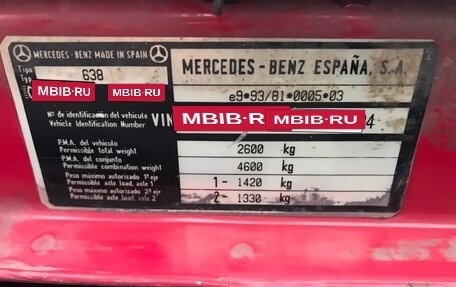 MERCEDES-BENZ MADE IN SPAIN
MERCEDES-BENZ ESPAÑA, S.A.
Tipo
Typ
638
MBIB·RU MBIB·RU
e9*93/81*0005*03
Nº de identificación del vehículo
Vehicle Identification Number
VIN MBIB·R MBIB·RU 4
P.M.A. del vehículo
Permissible total weight
2600 kg
P.M.A. del conjunto
Permissible combination weight
4600 kg
Peso máximo autorizado 1º eje
Permissible axle load, axle 1
1- 1420 kg
Peso máximo autorizado 2º eje
Permissible axle load, axle 2
2- 1330 kg